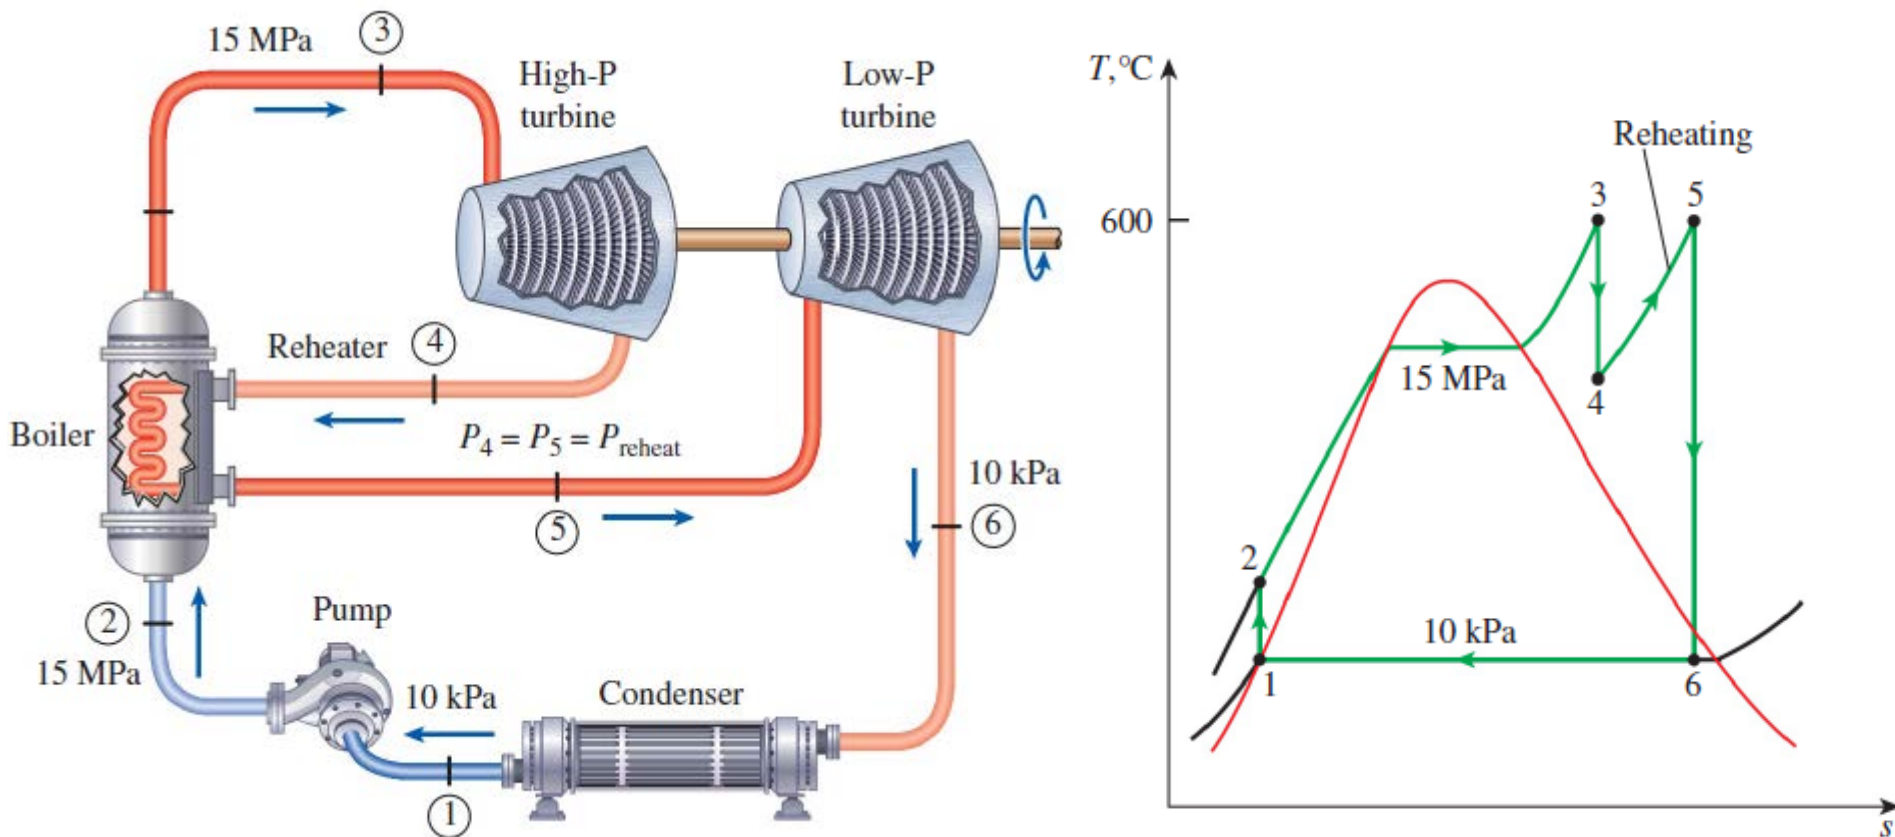 15 MPa
3
High-P
turbine
Low-P
turbine
Reheater
4
Boiler
P4 = P5 = Preheat
5
10 kPa
6
2
15 MPa
Pump
10 kPa
Condenser
1
T, °C
Reheating
600
3
5
15 MPa
4
2
10 kPa
1
6
s